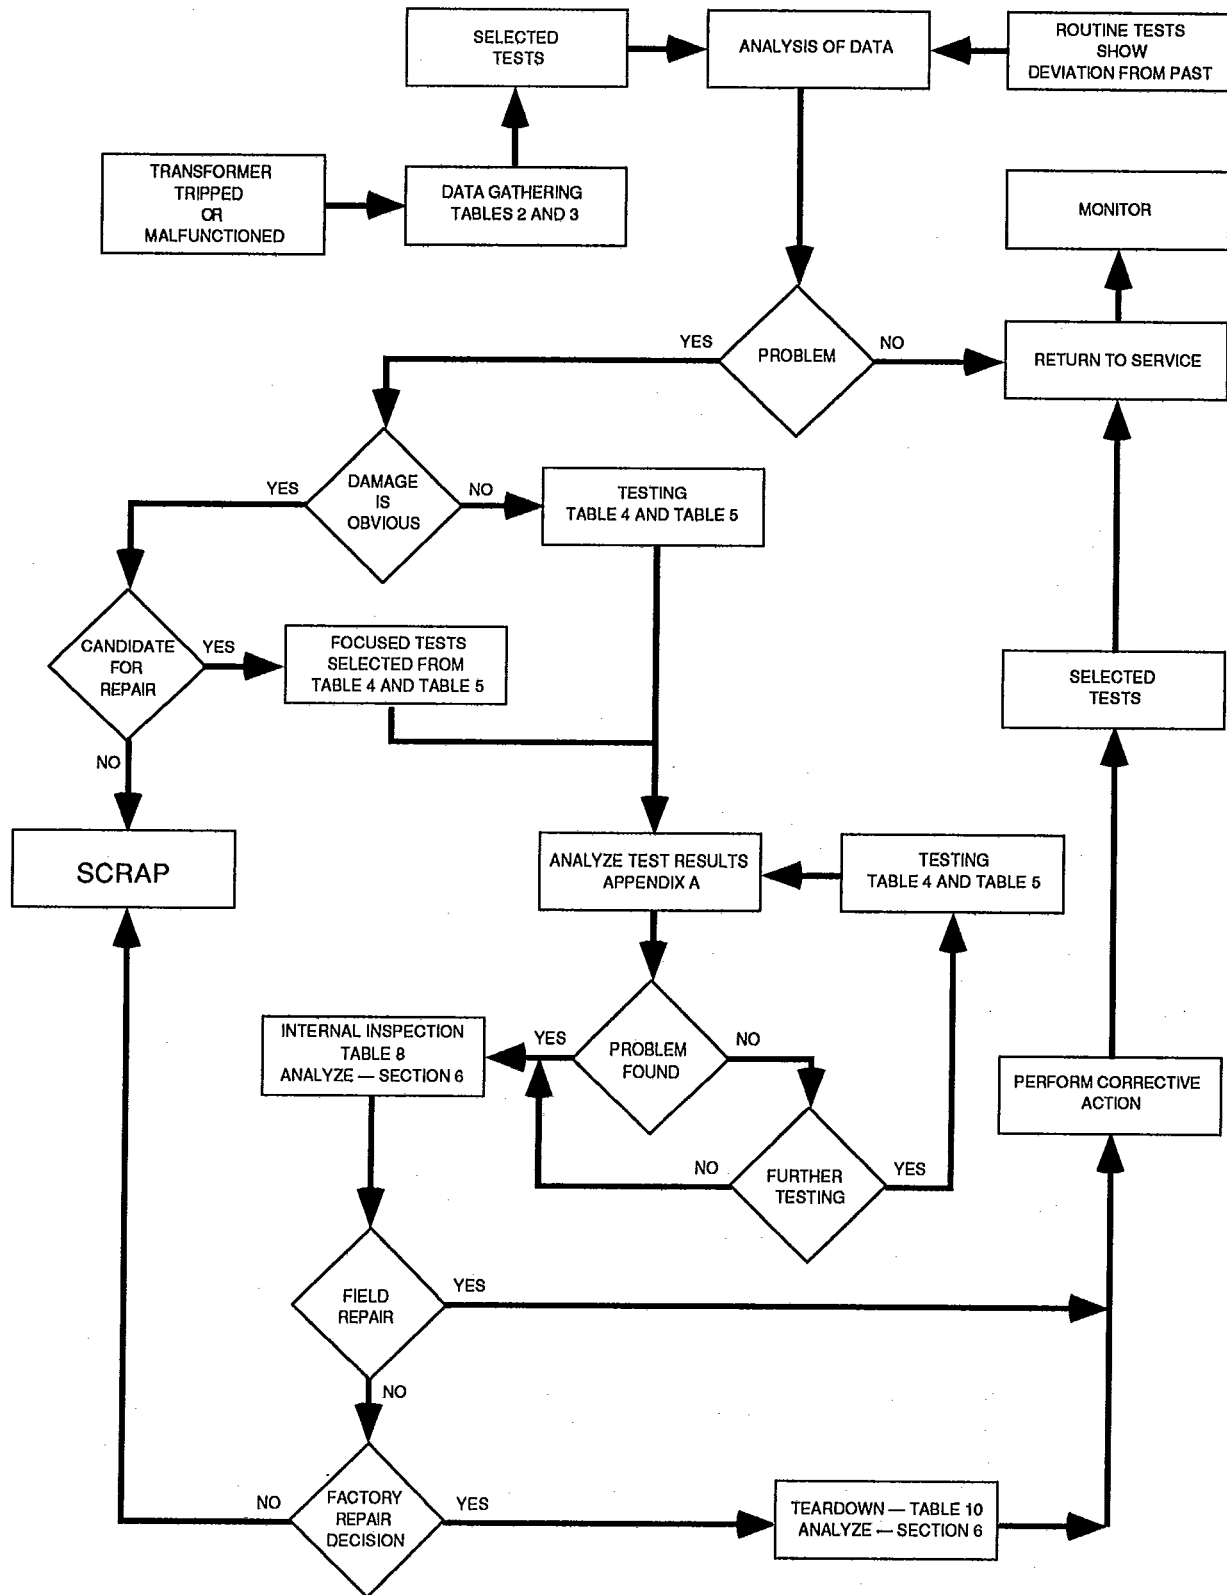 SELECTED
TESTS
ANALYSIS OF DATA
ROUTINE TESTS
SHOW
DEVIATION FROM PAST
TRANSFORMER
TRIPPED
OR
MALFUNCTIONED
DATA GATHERING
TABLES 2 AND 3
MONITOR
YES
PROBLEM
NO
RETURN TO SERVICE
YES
DAMAGE
IS
OBVIOUS
NO
TESTING
TABLE 4 AND TABLE 5
CANDIDATE
FOR
REPAIR
YES
FOCUSED TESTS
SELECTED FROM
TABLE 4 AND TABLE 5
SELECTED
TESTS
NO
SCRAP
ANALYZE TEST RESULTS
APPENDIX A
TESTING
TABLE 4 AND TABLE 5
INTERNAL INSPECTION
TABLE 8
ANALYZE — SECTION 6
YES
PROBLEM
FOUND
NO
PERFORM CORRECTIVE
ACTION
NO
FURTHER
TESTING
YES
FIELD
REPAIR
YES
NO
NO
FACTORY
REPAIR
DECISION
YES
TEARDOWN — TABLE 10
ANALYZE — SECTION 6